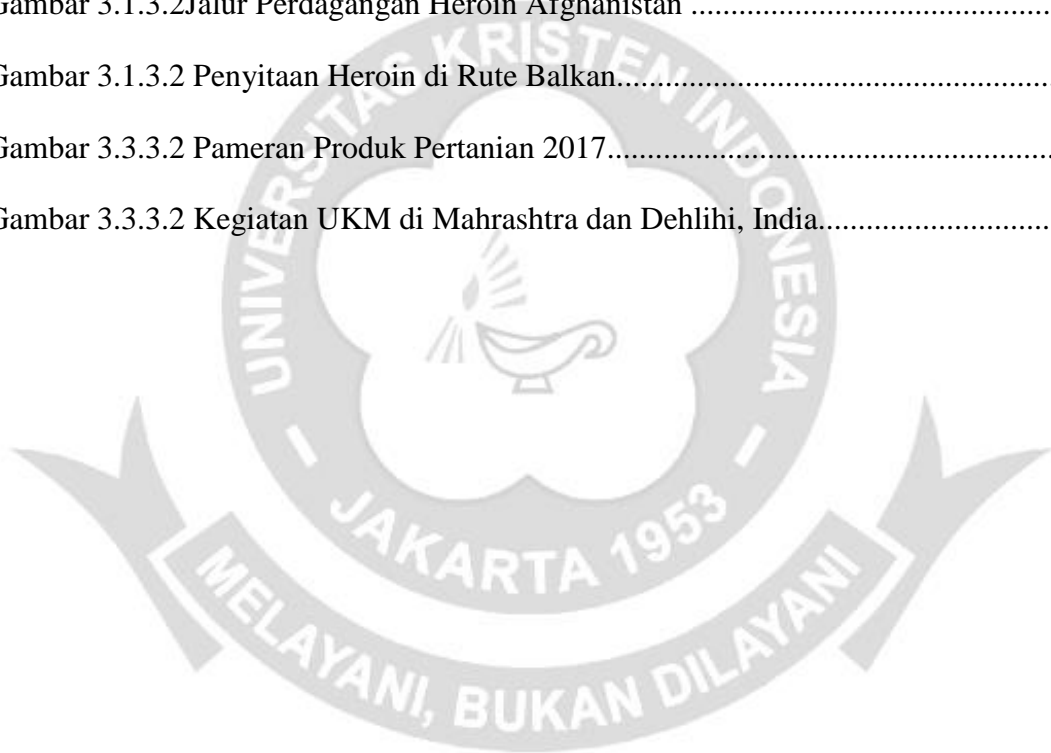 Gambar 3.1.3.2Jalur Perdagangan Heroin Afghanistan ........................................
Gambar 3.1.3.2 Penyitaan Heroin di Rute Balkan.................................................
Gambar 3.3.3.2 Pameran Produk Pertanian 2017..................................................
Gambar 3.3.3.2 Kegiatan UKM di Mahrashtra dan Dehlihi, India..........................
UNIVERSITAS KRISTEN INDONESIA
- JAKARTA 1953 -
MELAYANI, BUKAN DILAYANI